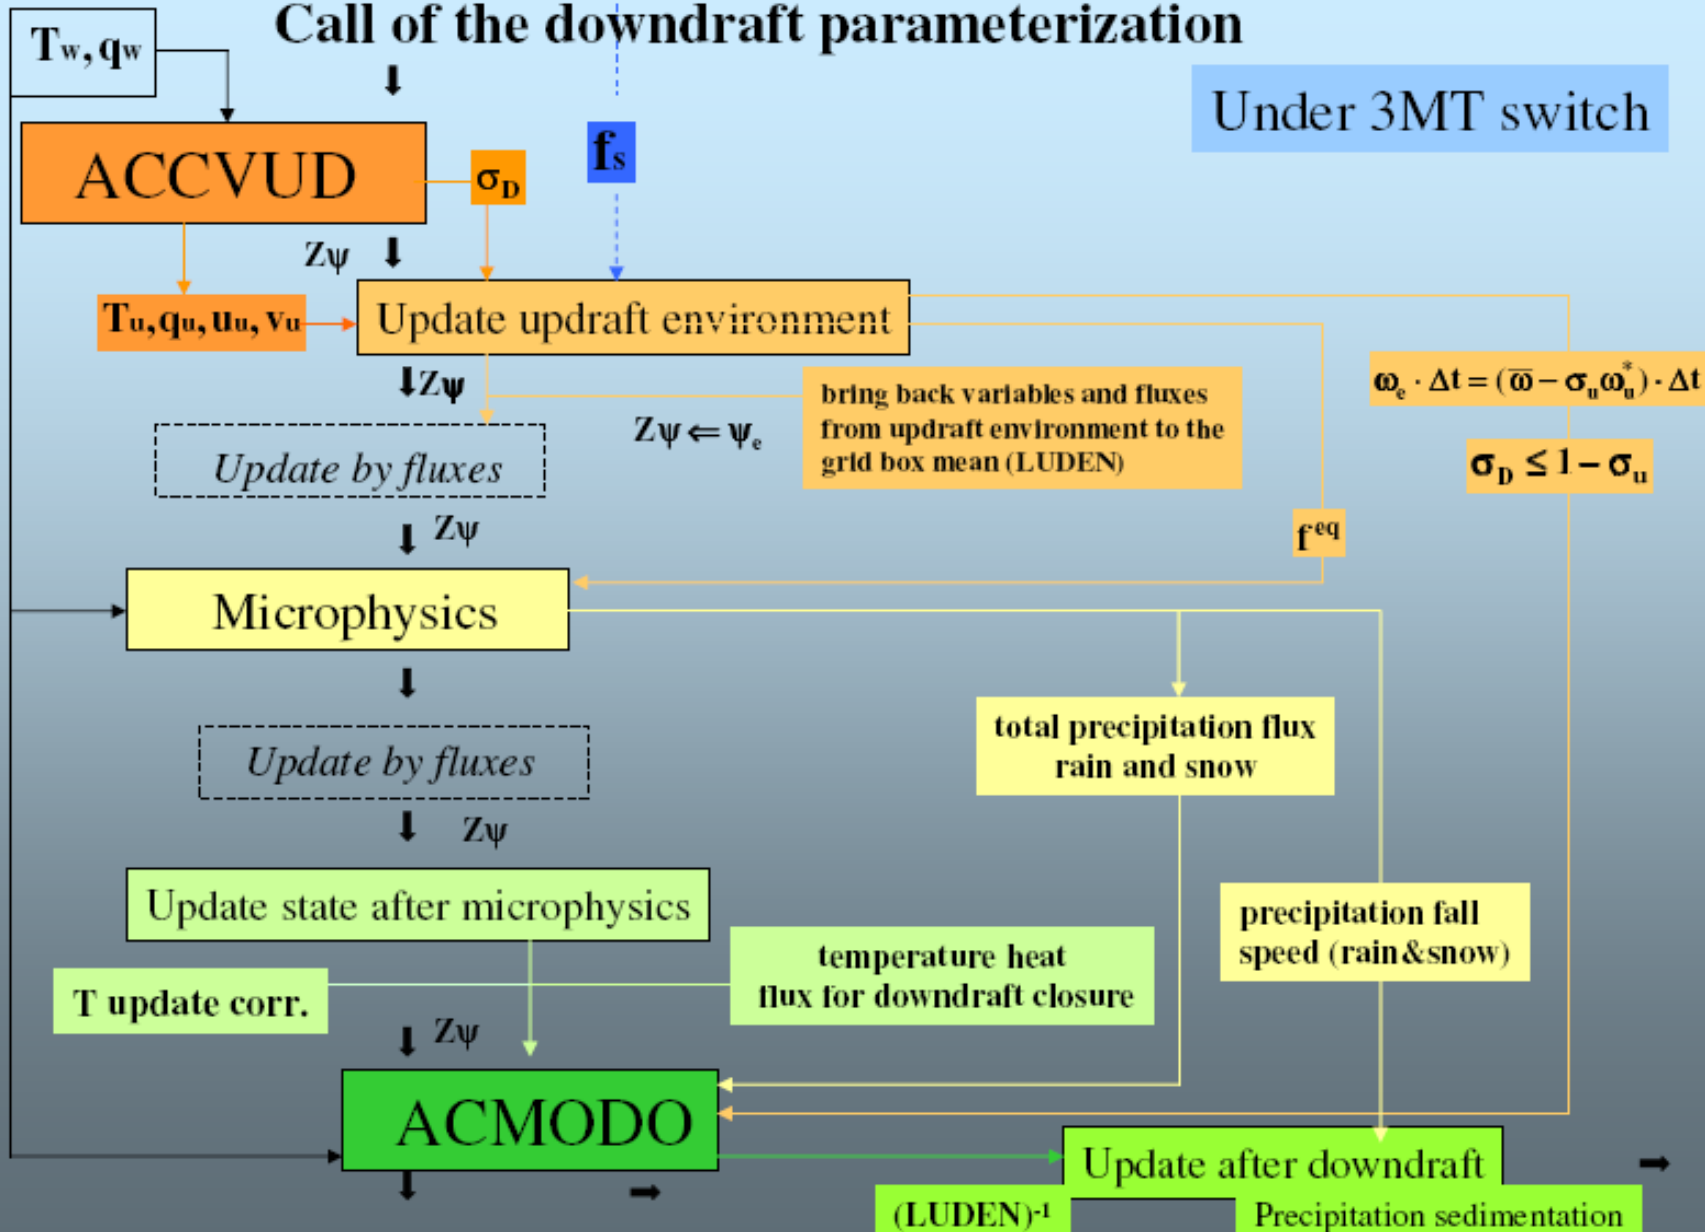 Call of the downdraft parameterization
Tw, qw
Under 3MT switch
ACCVUD
σD
fs
Zψ
Tu, qu, uu, vu
Update updraft environment
Zψ
bring back variables and fluxes
from updraft environment to the
grid box mean (LUDEN)
ωe · Δt = (ω̅ − σuωu*) · Δt
Zψ ⇐ ψe
Update by fluxes
σD ≤ 1 − σu
Zψ
feq
Microphysics
total precipitation flux
rain and snow
Update by fluxes
Zψ
Update state after microphysics
precipitation fall
speed (rain&snow)
temperature heat
flux for downdraft closure
T update corr.
Zψ
ACMODO
Update after downdraft
(LUDEN)-1
Precipitation sedimentation